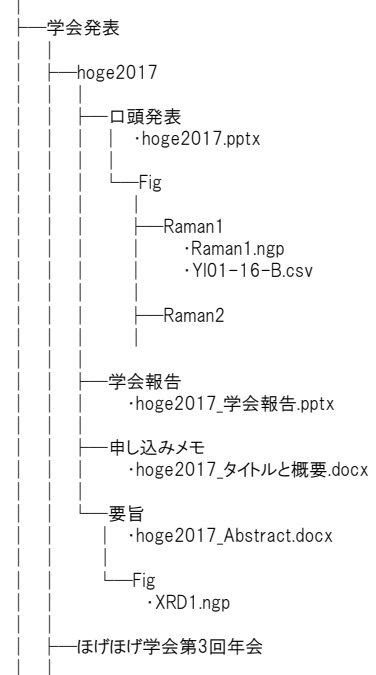 学会発表
hoge2017
口頭発表
・hoge2017.pptx
Fig
Raman1
・Raman1.ngp
・YI01-16-B.csv
Raman2
学会報告
・hoge2017_学会報告.pptx
申し込みメモ
・hoge2017_タイトルと概要.docx
要旨
・hoge2017_Abstract.docx
Fig
・XRD1.ngp
ほげほげ学会第3回年会